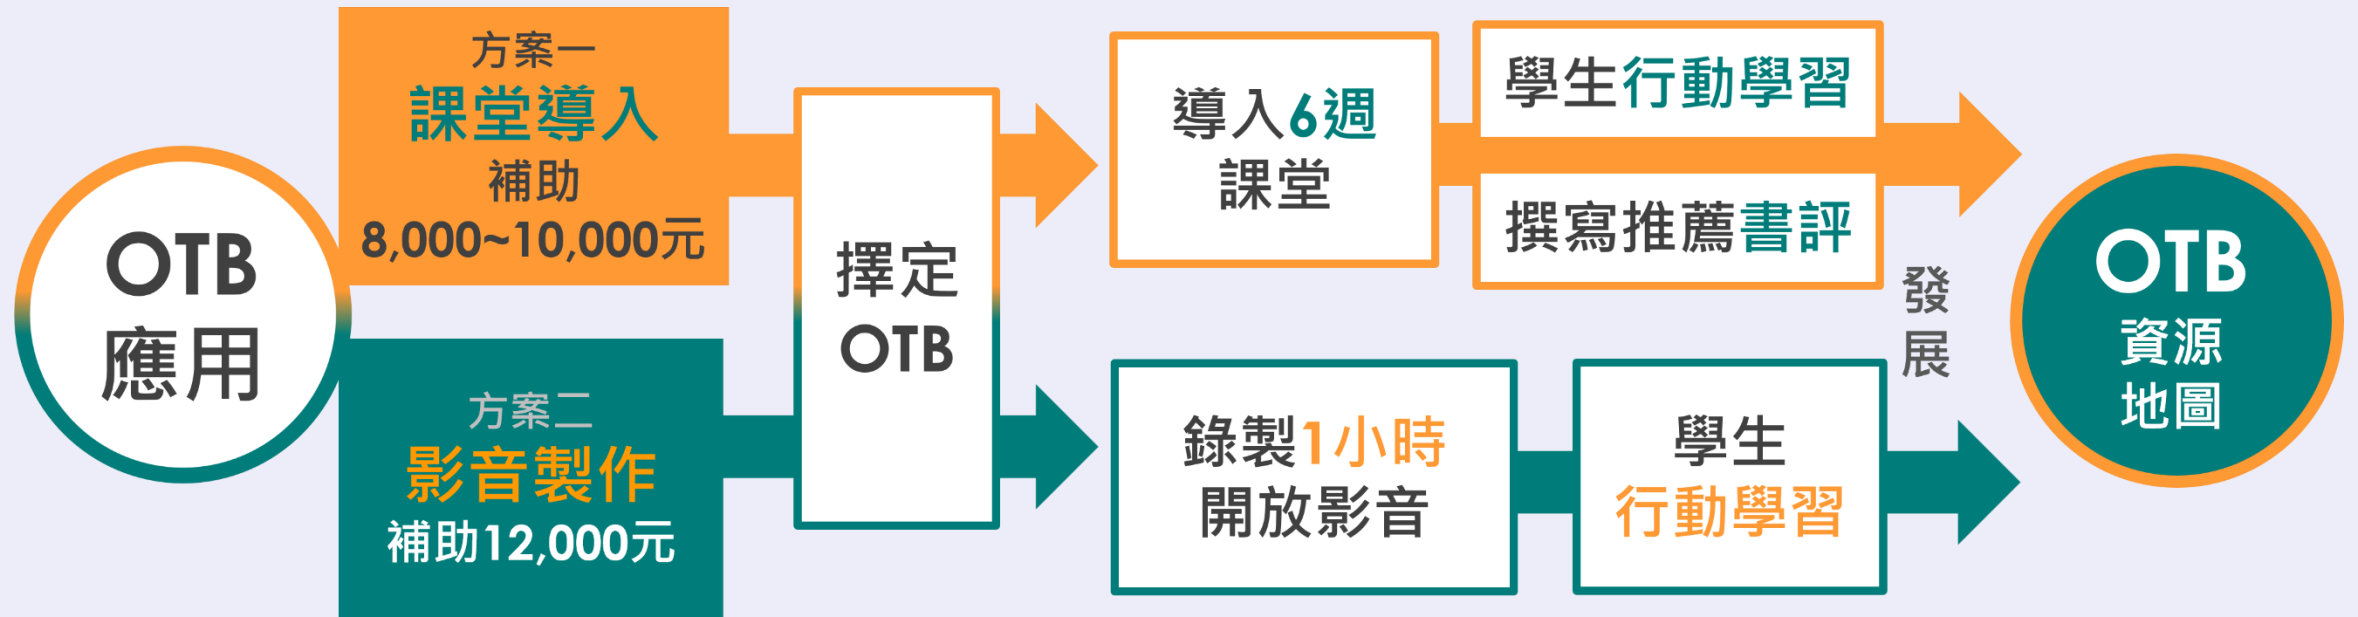 OTB
應用
方案一
課堂導入
補助
8,000~10,000元
方案二
影音製作
補助12,000元
擇定
OTB
導入6週
課堂
學生行動學習
撰寫推薦書評
錄製1小時
開放影音
學生
行動學習
發
展
OTB
資源
地圖